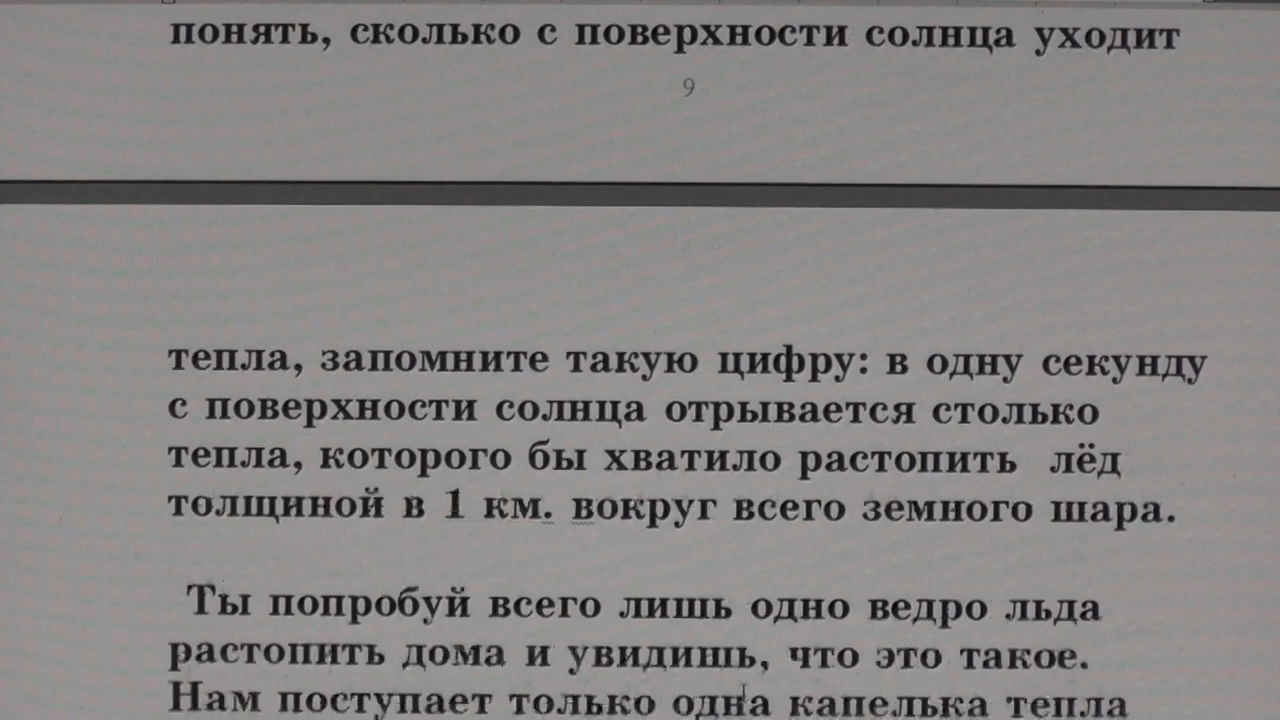 понять, сколько с поверхности солнца уходит
9
тепла, запомните такую цифру: в одну секунду
с поверхности солнца отрывается столько
тепла, которого бы хватило растопить лёд
толщиной в 1 км. вокруг всего земного шара.
Ты попробуй всего лишь одно ведро льда
растопить дома и увидишь, что это такое.
Нам поступает только одна капелька тепла